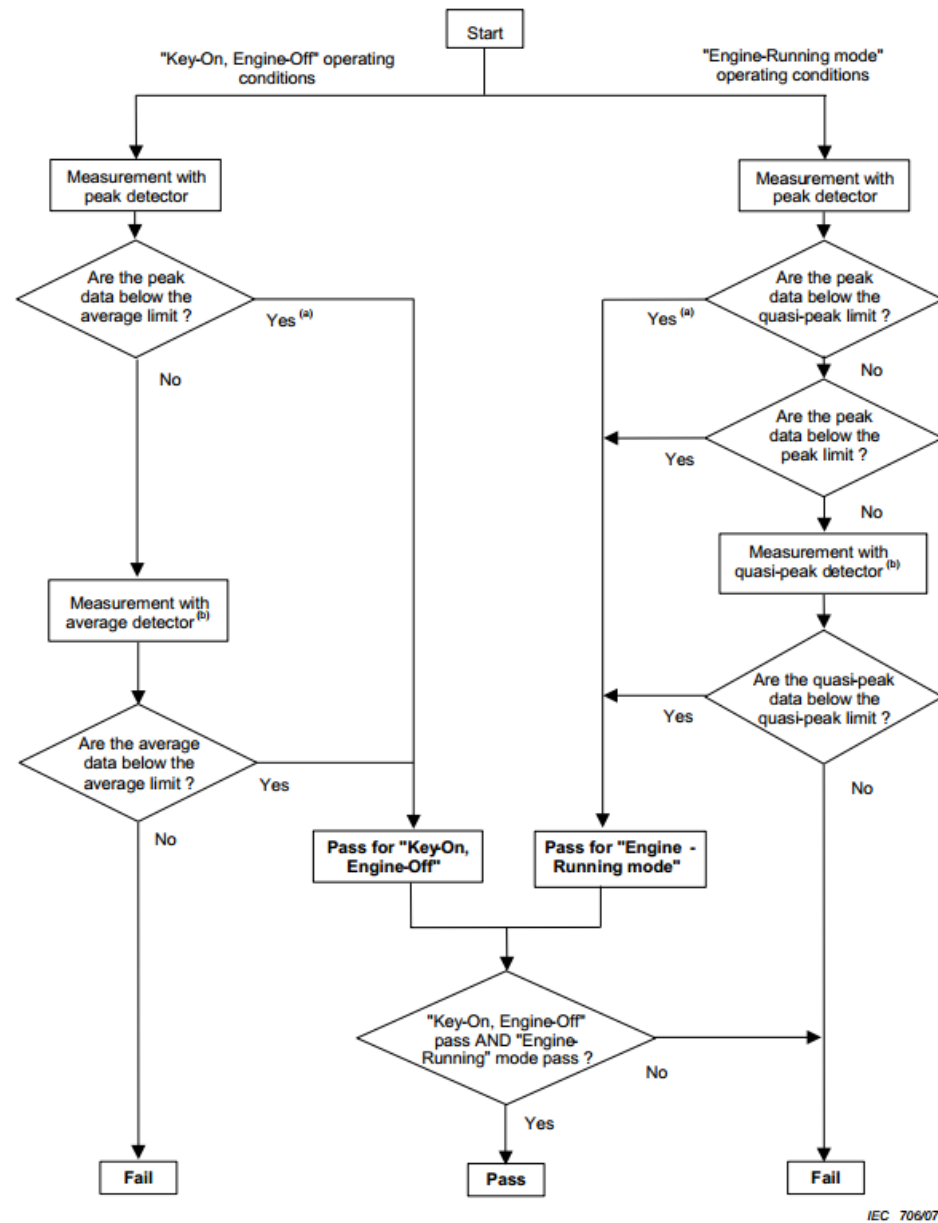 Start
"Key-On, Engine-Off" operating
conditions
"Engine-Running mode"
operating conditions
Measurement with
peak detector
Measurement with
peak detector
Are the peak
data below the
average limit ?
Yes (a)
No
Are the peak
data below the
quasi-peak limit ?
Yes (a)
No
Are the peak
data below the
peak limit ?
Yes
No
Measurement with
quasi-peak detector (b)
Measurement with
average detector (b)
Are the quasi-peak
data below the
quasi-peak limit ?
Yes
No
Are the average
data below the
average limit ?
Yes
No
Pass for "Key-On,
Engine-Off"
Pass for "Engine -
Running mode"
"Key-On, Engine-Off"
pass AND "Engine-
Running" mode pass ?
No
Yes
Fail
Pass
Fail
IEC 706/07